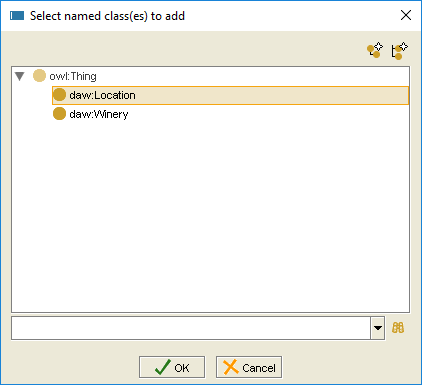 Select named class(es) to add
owl:Thing
daw:Location
daw:Winery
OK
Cancel